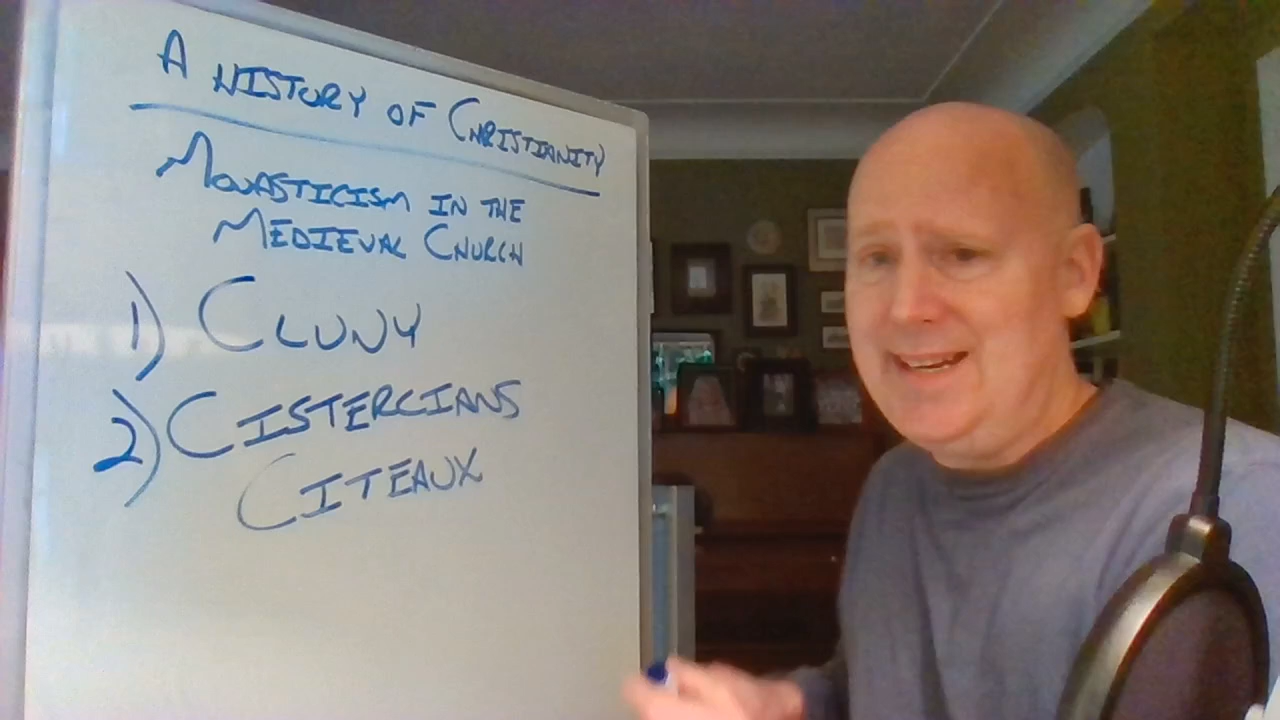 A HISTORY OF CHRISTIANITY
MONASTICISM IN THE
MEDIEVAL CHURCH
1) CLUNY
2) CISTERCIANS
CITEAUX